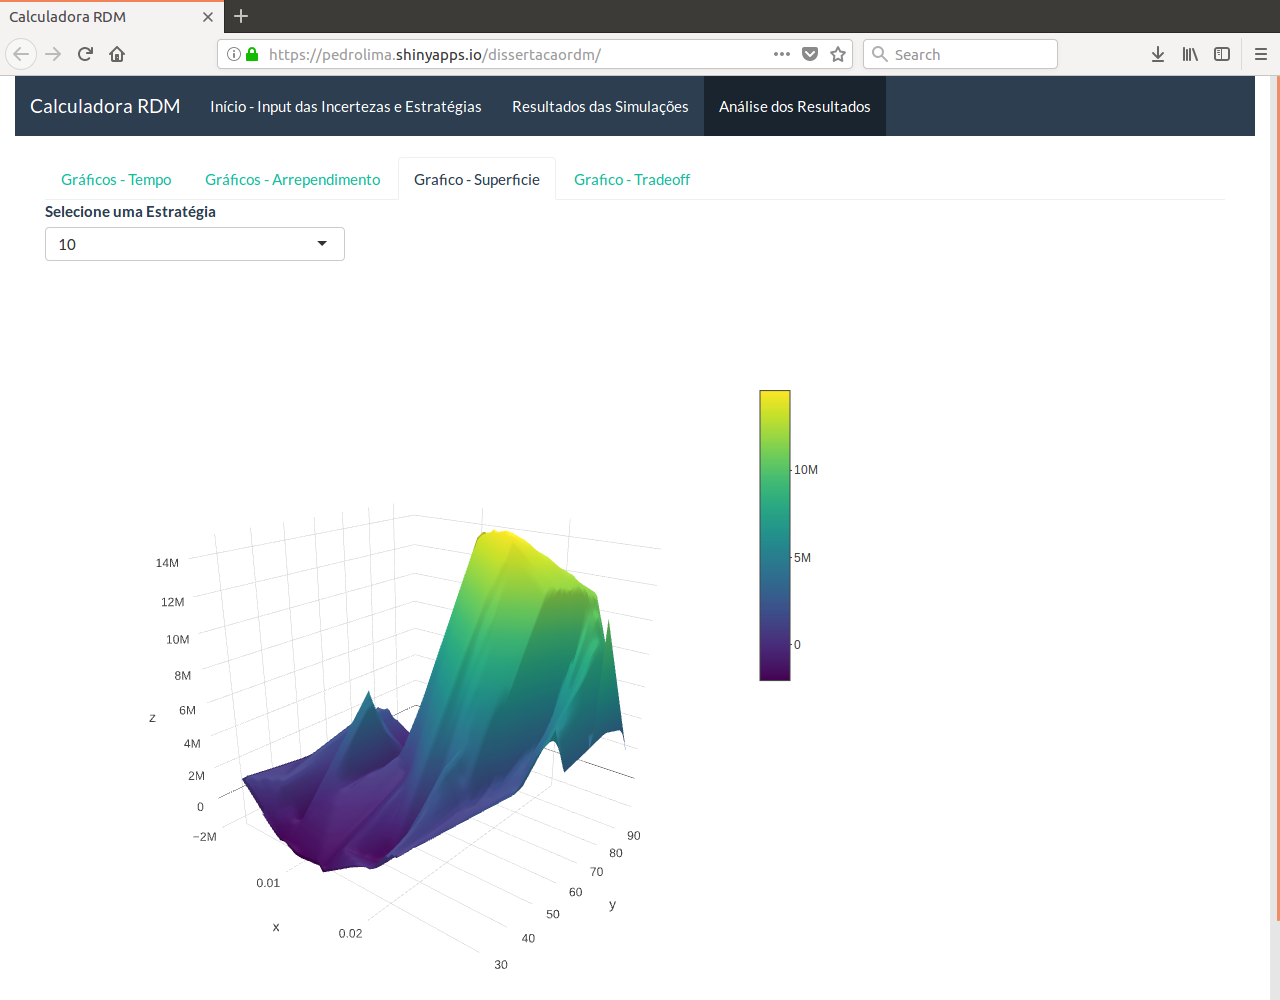 Calculadora RDM
https://pedrolima.shinyapps.io/dissertacaordm/
Search
Calculadora RDM
Início - Input das Incertezas e Estratégias
Resultados das Simulações
Análise dos Resultados
Gráficos - Tempo
Gráficos - Arrependimento
Grafico - Superficie
Grafico - Tradeoff
Selecione uma Estratégia
10
10M
5M
0
14M
12M
10M
8M
6M
4M
2M
0
−2M
z
0.01
0.02
x
30
40
50
60
70
80
90
y